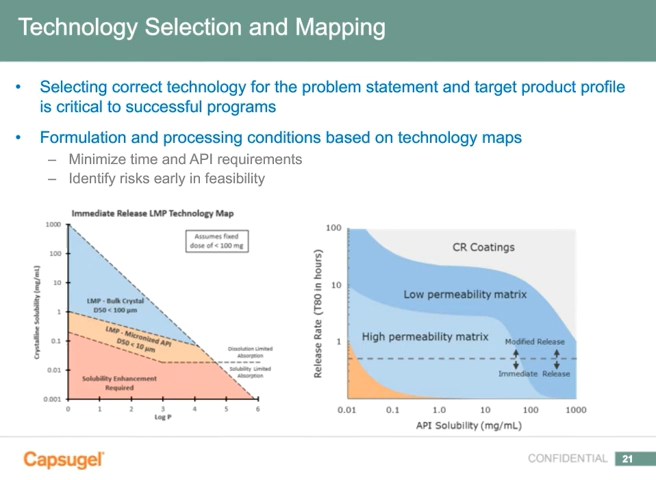 Technology Selection and Mapping
• Selecting correct technology for the problem statement and target product profile
is critical to successful programs
• Formulation and processing conditions based on technology maps
– Minimize time and API requirements
– Identify risks early in feasibility
Immediate Release LMP Technology Map
Crystalline Solubility (mg/mL)
1000
100
10
1
0.1
0.01
0.001
Assumes fixed
dose of < 100 mg
LMP - Bulk Crystal
D50 < 100 µm
LMP - Micronized API
D50 < 10 µm
Solubility Enhancement
Required
Dissolution Limited
Absorption
Solubility Limited
Absorption
0 1 2 3 4 5 6
Log P
Release Rate (T80 in hours)
100
10
1
CR Coatings
Low permeability matrix
High permeability matrix
Modified Release
Immediate Release
0.01 0.1 1.0 10 100 1000
API Solubility (mg/mL)
Capsugel
CONFIDENTIAL 21